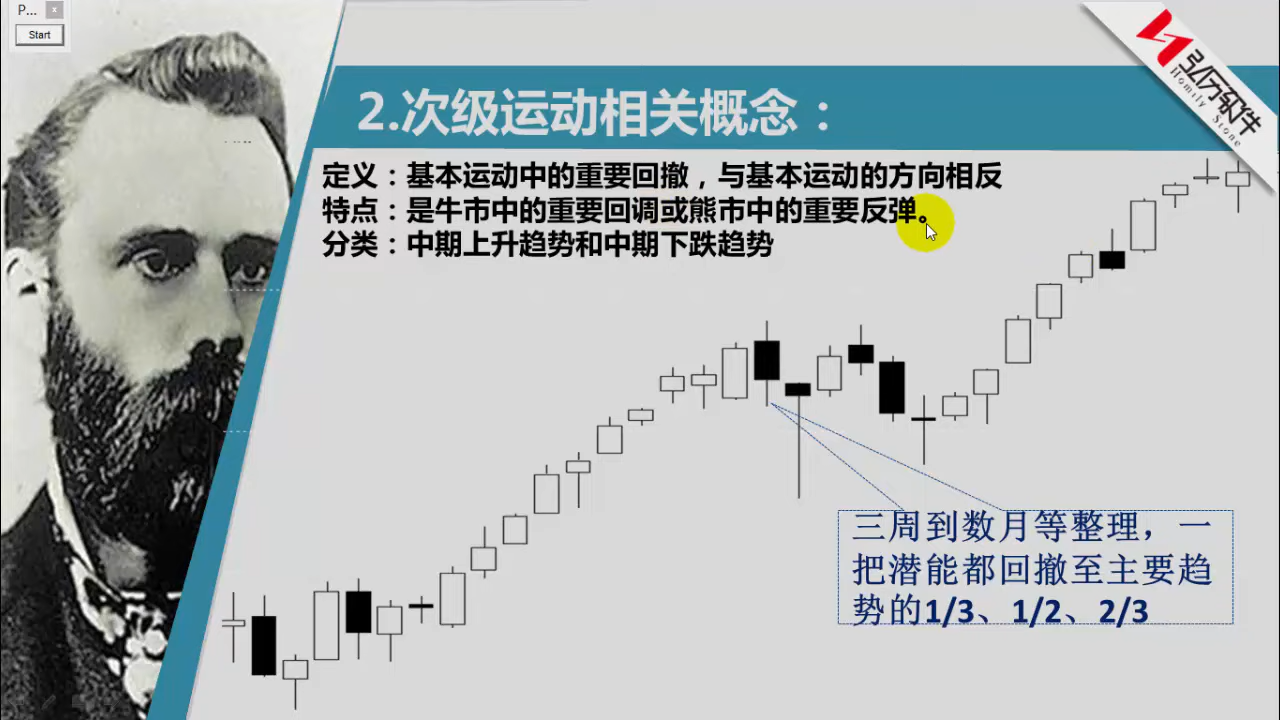 P...
x
Start
弘历软件
Homily Stone
2.次级运动相关概念：
定义：基本运动中的重要回撤，与基本运动的方向相反
特点：是牛市中的重要回调或熊市中的重要反弹。
分类：中期上升趋势和中期下跌趋势
三周到数月等整理，一
把潜能都回撤至主要趋
势的1/3、1/2、2/3